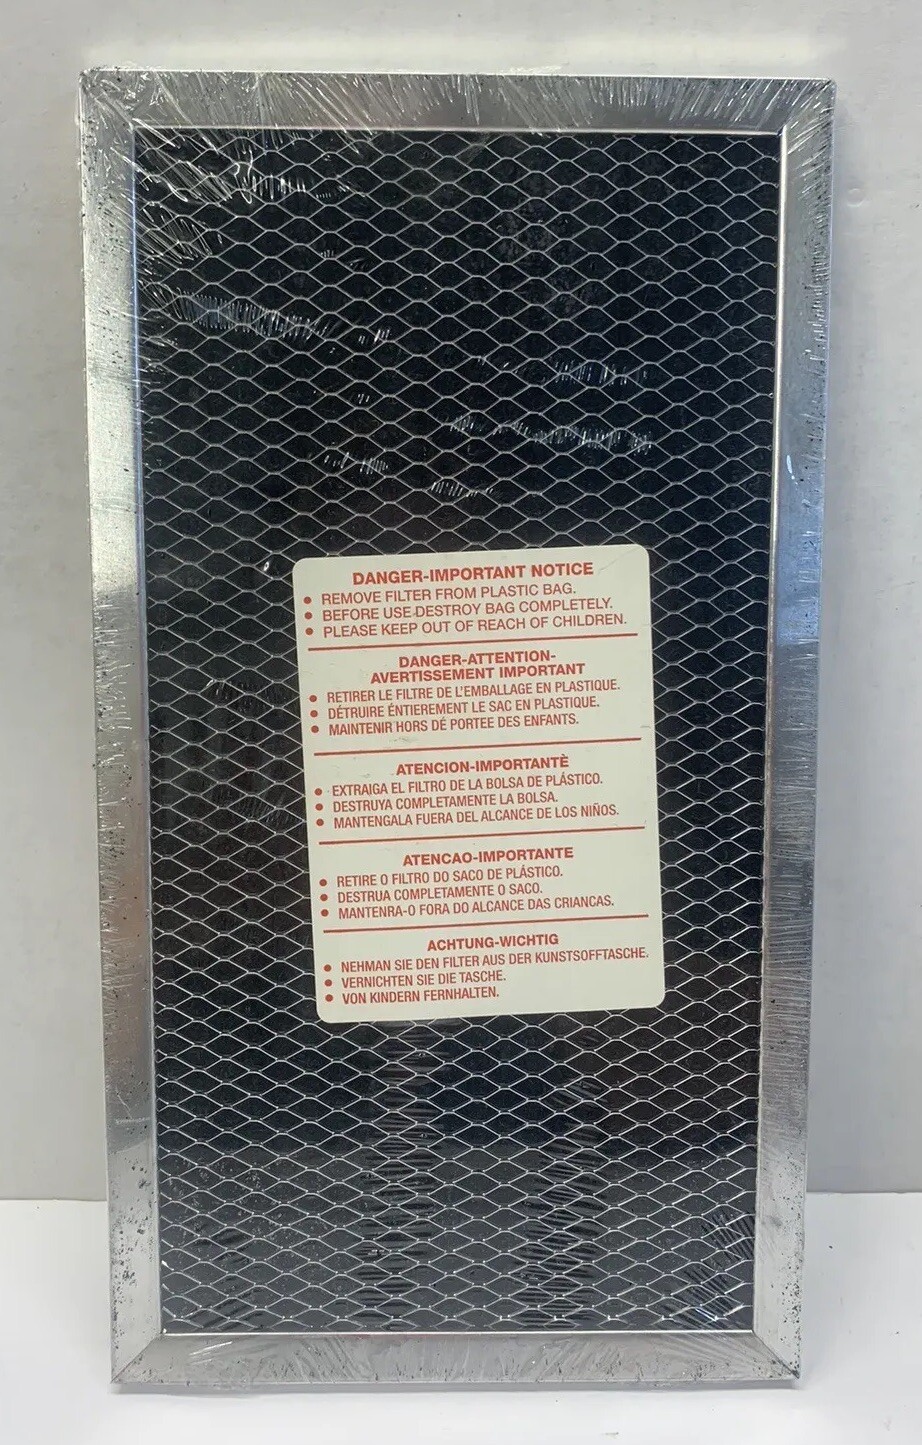 DANGER-IMPORTANT NOTICE
• REMOVE FILTER FROM PLASTIC BAG.
• BEFORE USE DESTROY BAG COMPLETELY.
• PLEASE KEEP OUT OF REACH OF CHILDREN.
DANGER-ATTENTION-
AVERTISSEMENT IMPORTANT
• RETIRER LE FILTRE DE L'EMBALLAGE EN PLASTIQUE.
• DÉTRUIRE ÉNTIEREMENT LE SAC EN PLASTIQUE.
• MAINTENIR HORS DÉ PORTEE DES ENFANTS.
ATENCION-IMPORTANTÈ
• EXTRAIGA EL FILTRO DE LA BOLSA DE PLÁSTICO.
• DESTRUYA COMPLETAMENTE LA BOLSA.
• MANTENGALA FUERA DEL ALCANCE DE LOS NIÑOS.
ATENCAO-IMPORTANTE
• RETIRE O FILTRO DO SACO DE PLÁSTICO.
• DESTRUA COMPLETAMENTE O SACO.
• MANTENRA-O FORA DO ALCANCE DAS CRIANCAS.
ACHTUNG-WICHTIG
• NEHMAN SIE DEN FILTER AUS DER KUNSTSOFFTASCHE.
• VERNICHTEN SIE DIE TASCHE.
• VON KINDERN FERNHALTEN.